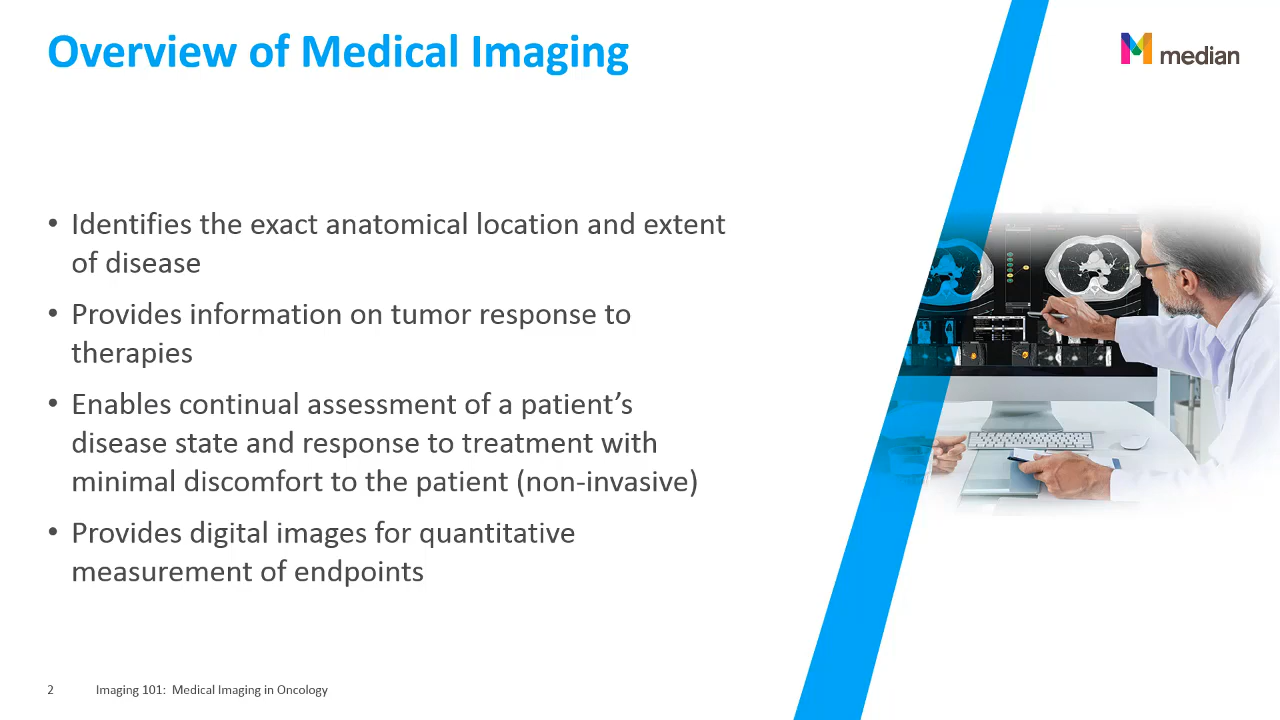 Overview of Medical Imaging
median
• Identifies the exact anatomical location and extent
of disease
• Provides information on tumor response to
therapies
• Enables continual assessment of a patient’s
disease state and response to treatment with
minimal discomfort to the patient (non-invasive)
• Provides digital images for quantitative
measurement of endpoints
2
Imaging 101:  Medical Imaging in Oncology